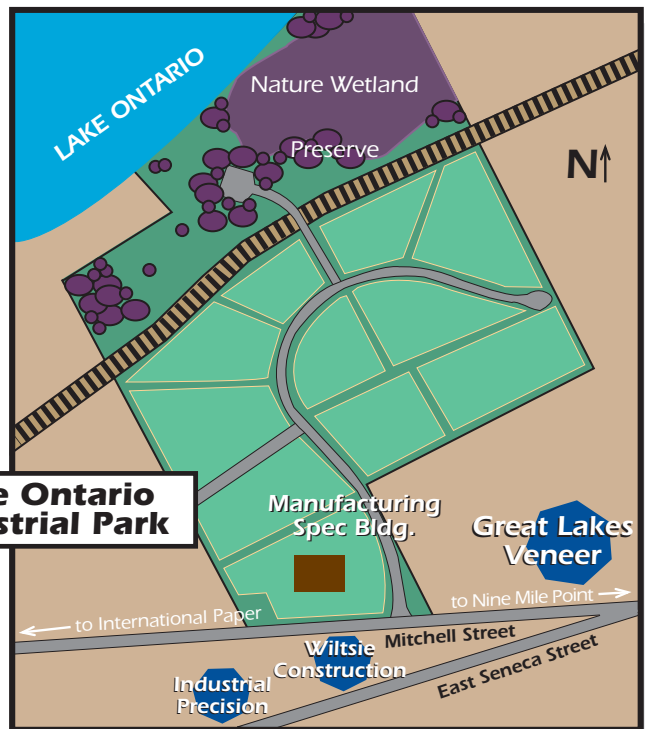 LAKE ONTARIO
Nature Wetland
Preserve
N
Ontario
Park
Manufacturing
Spec Bldg.
Great Lakes
Veneer
to International Paper
to Nine Mile Point
Mitchell Street
East Seneca Street
Wiltsie
Construction
Industrial
Precision